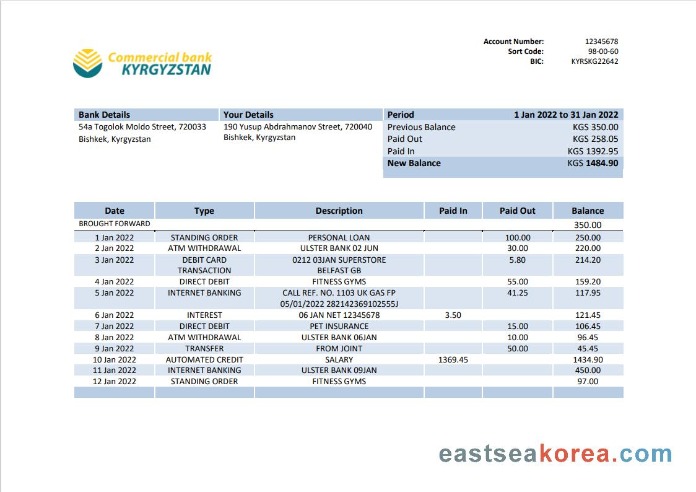 Commercial bank
KYRGYZSTAN
Account Number: 12345678
Sort Code: 98-00-60
BIC: KYRSKG22642
Bank Details Your Details Period 1 Jan 2022 to 31 Jan 2022
54a Togolok Moldo Street, 720033 190 Yusup Abdrahmanov Street, 720040 Previous Balance KGS 350.00
Bishkek, Kyrgyzstan Bishkek, Kyrgyzstan Paid Out KGS 258.05
Paid In KGS 1392.95
New Balance KGS 1484.90
Date Type Description Paid In Paid Out Balance
BROUGHT FORWARD 350.00
1 Jan 2022 STANDING ORDER PERSONAL LOAN 100.00 250.00
2 Jan 2022 ATM WITHDRAWAL ULSTER BANK 02 JUN 30.00 220.00
3 Jan 2022 DEBIT CARD 0212 03JAN SUPERSTORE 5.80 214.20
TRANSACTION BELFAST GB
4 Jan 2022 DIRECT DEBIT FITNESS GYMS 55.00 159.20
5 Jan 2022 INTERNET BANKING CALL REF. NO. 1103 UK GAS FP 41.25 117.95
05/01/2022 282142369102555J
6 Jan 2022 INTEREST 06 JAN NET 12345678 3.50 121.45
7 Jan 2022 DIRECT DEBIT PET INSURANCE 15.00 106.45
8 Jan 2022 ATM WITHDRAWAL ULSTER BANK 06JAN 10.00 96.45
9 Jan 2022 TRANSFER FROM JOINT 50.00 45.45
10 Jan 2022 AUTOMATED CREDIT SALARY 1369.45 1434.90
11 Jan 2022 INTERNET BANKING ULSTER BANK 09JAN 450.00
12 Jan 2022 STANDING ORDER FITNESS GYMS 97.00
eastseakorea.com